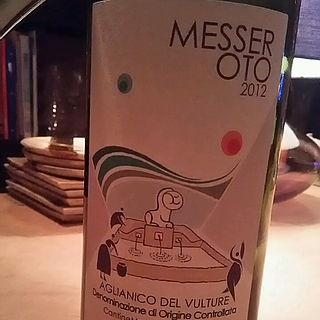 MESSER
OTO
2012
AGLIANICO DEL VULTURE
Denominazione di Origine Controllata